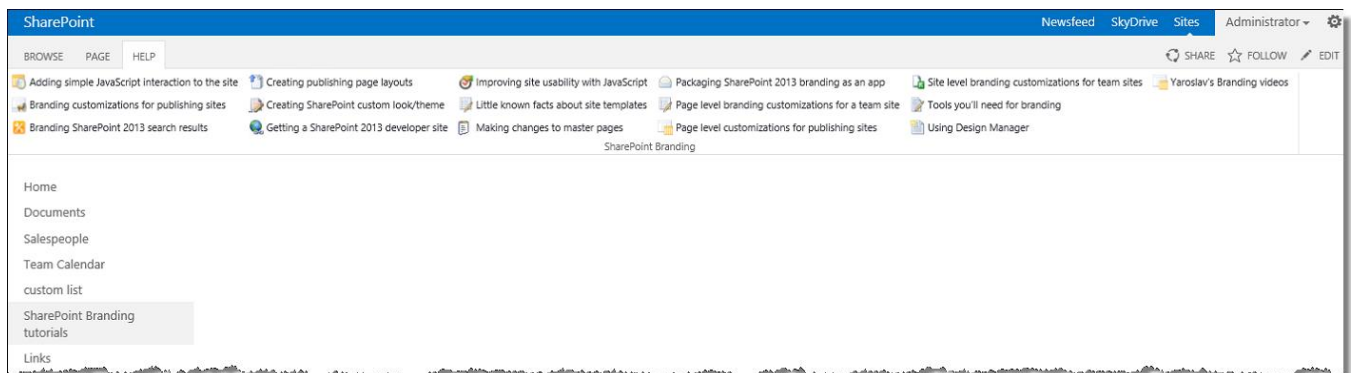 SharePoint Newsfeed SkyDrive Sites Administrator
BROWSE PAGE HELP SHARE FOLLOW EDIT
Adding simple JavaScript interaction to the site Creating publishing page layouts Improving site usability with JavaScript Packaging SharePoint 2013 branding as an app Site level branding customizations for team sites Yaroslav's Branding videos
Branding customizations for publishing sites Creating SharePoint custom look/theme Little known facts about site templates Page level branding customizations for a team site Tools you'll need for branding
Branding SharePoint 2013 search results Getting a SharePoint 2013 developer site Making changes to master pages Page level customizations for publishing sites Using Design Manager
SharePoint Branding
Home
Documents
Salespeople
Team Calendar
custom list
SharePoint Branding
tutorials
Links